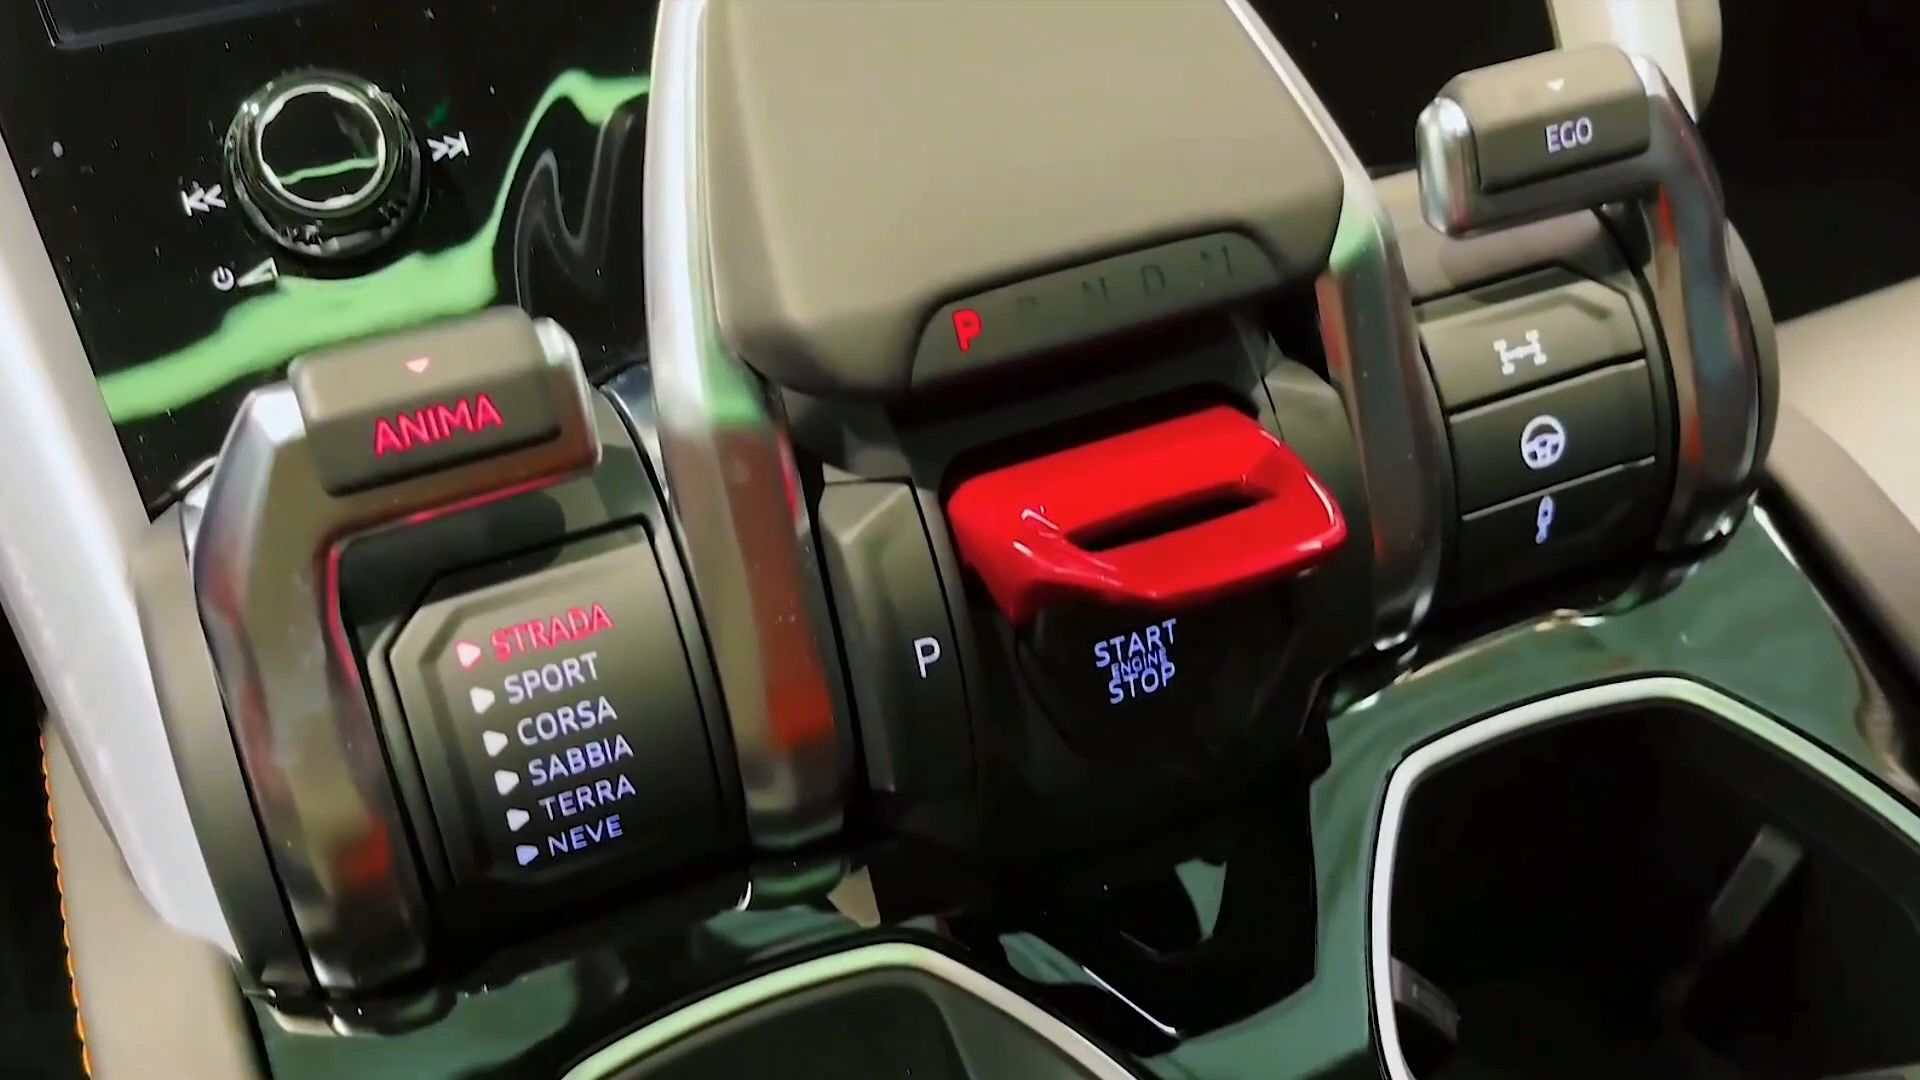 EGO
P R N D M
ANIMA
STRADA
SPORT
CORSA
SABBIA
TERRA
NEVE
P
START
ENGINE
STOP